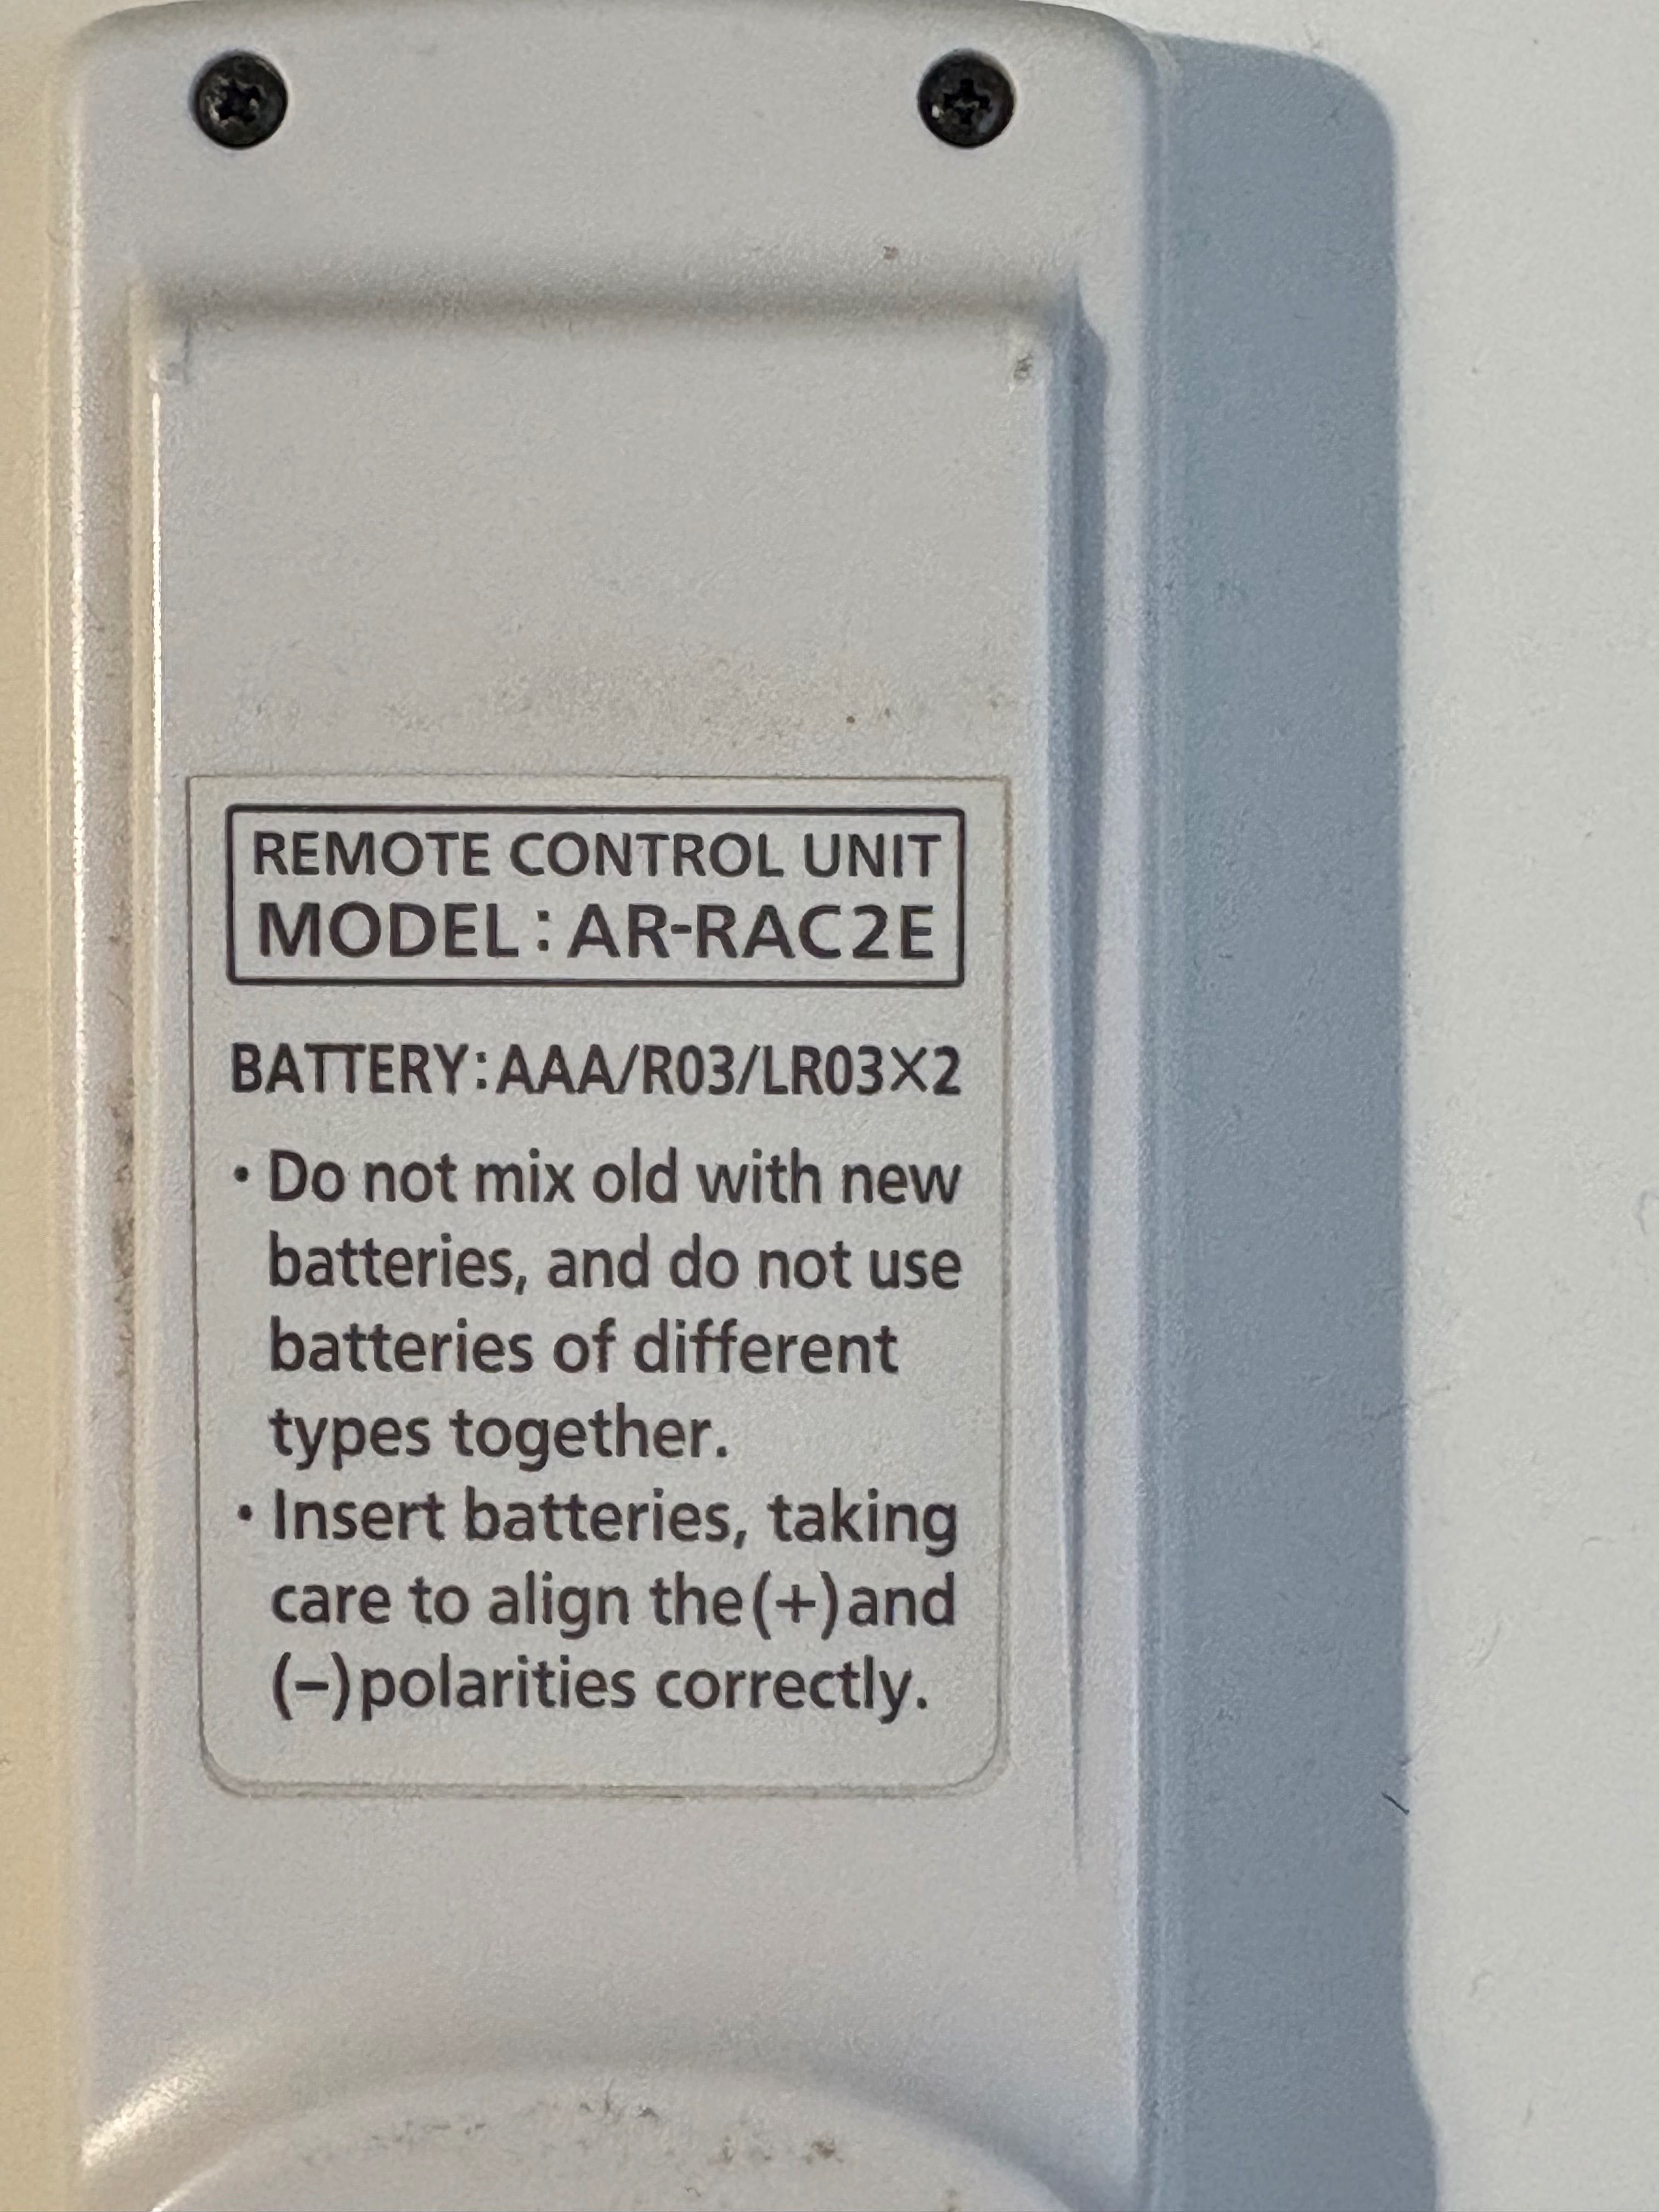 REMOTE CONTROL UNIT
MODEL: AR-RAC2E
BATTERY:AAA/R03/LR03×2
・Do not mix old with new
batteries, and do not use
batteries of different
types together.
・Insert batteries, taking
care to align the(+)and
(–)polarities correctly.